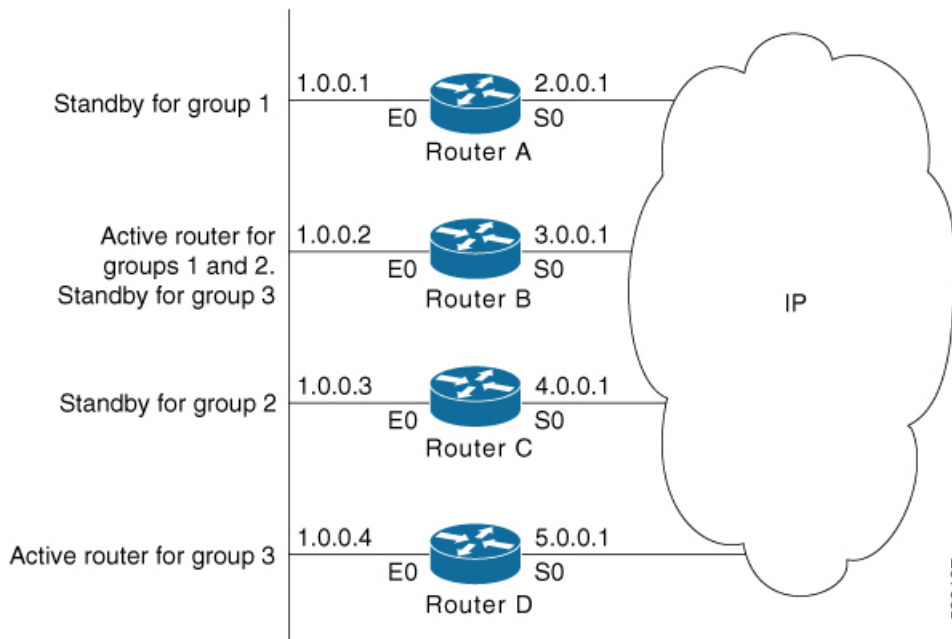 1.0.0.1
2.0.0.1
Standby for group 1
E0
S0
Router A
Active router for
groups 1 and 2.
Standby for group 3
1.0.0.2
3.0.0.1
E0
S0
Router B
IP
1.0.0.3
4.0.0.1
Standby for group 2
E0
S0
Router C
1.0.0.4
5.0.0.1
Active router for group 3
E0
S0
Router D